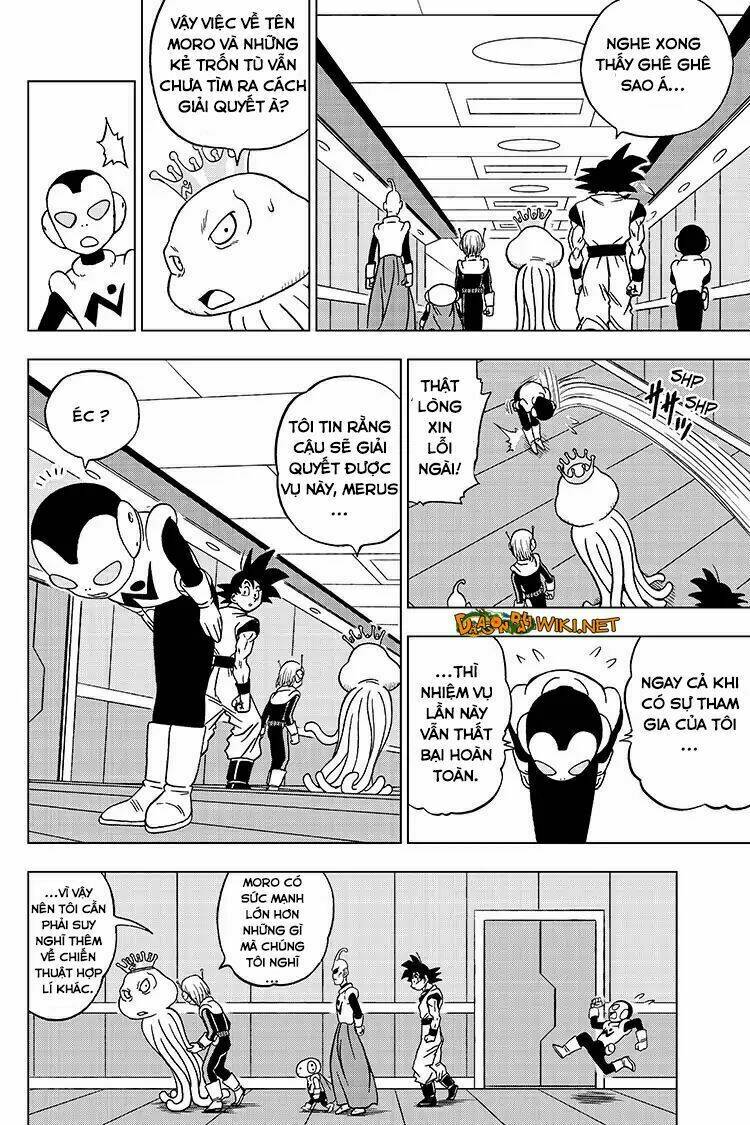 NGHE XONG
THẤY GHÊ GHÊ
SAO Á...
VẬY VIỆC VỀ TÊN
MORO VÀ NHỮNG
KẺ TRỐN TÙ VẪN
CHƯA TÌM RA CÁCH
GIẢI QUYẾT À?
SHP
SHP
THẬT
LÒNG
XIN
LỖI
NGÀI!
TÔI TIN RẰNG
CẬU SẼ GIẢI
QUYẾT ĐƯỢC
VỤ NÀY, MERUS
...
ÉC ?
DRAGON BALL WIKI.NET
NGAY CẢ KHI
CÓ SỰ THAM
GIA CỦA TÔI
...
...THÌ
NHIỆM VỤ
LẦN NÀY
VẪN THẤT
BẠI HOÀN
TOÀN.
MORO CÓ
SỨC MẠNH
LỚN HƠN
NHỮNG GÌ
MÀ CHÚNG
TÔI NGHĨ
...
...VÌ VẬY
NÊN TÔI CẦN
PHẢI SUY
NGHĨ THÊM
VỀ CHIẾN
THUẬT HỢP
LÍ KHÁC.